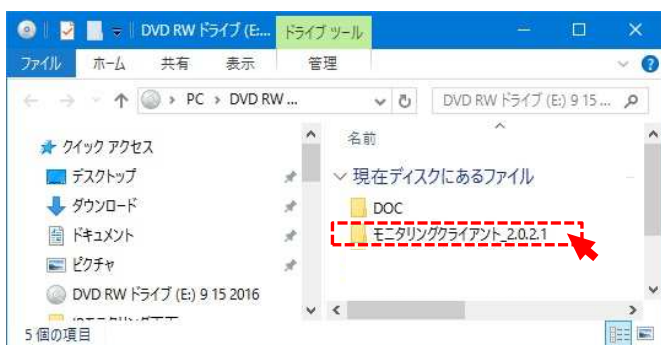 DVD RW ドライブ (E:... ドライブ ツール
ファイル ホーム 共有 表示 管理
PC > DVD RW ... DVD RW ドライブ (E:) 9 15 ...
クイック アクセス
デスクトップ
ダウンロード
ドキュメント
ピクチャ
DVD RW ドライブ (E:) 9 15 2016
名前
現在ディスクにあるファイル
DOC
モニタリングクライアント_2.0.2.1
5 個の項目